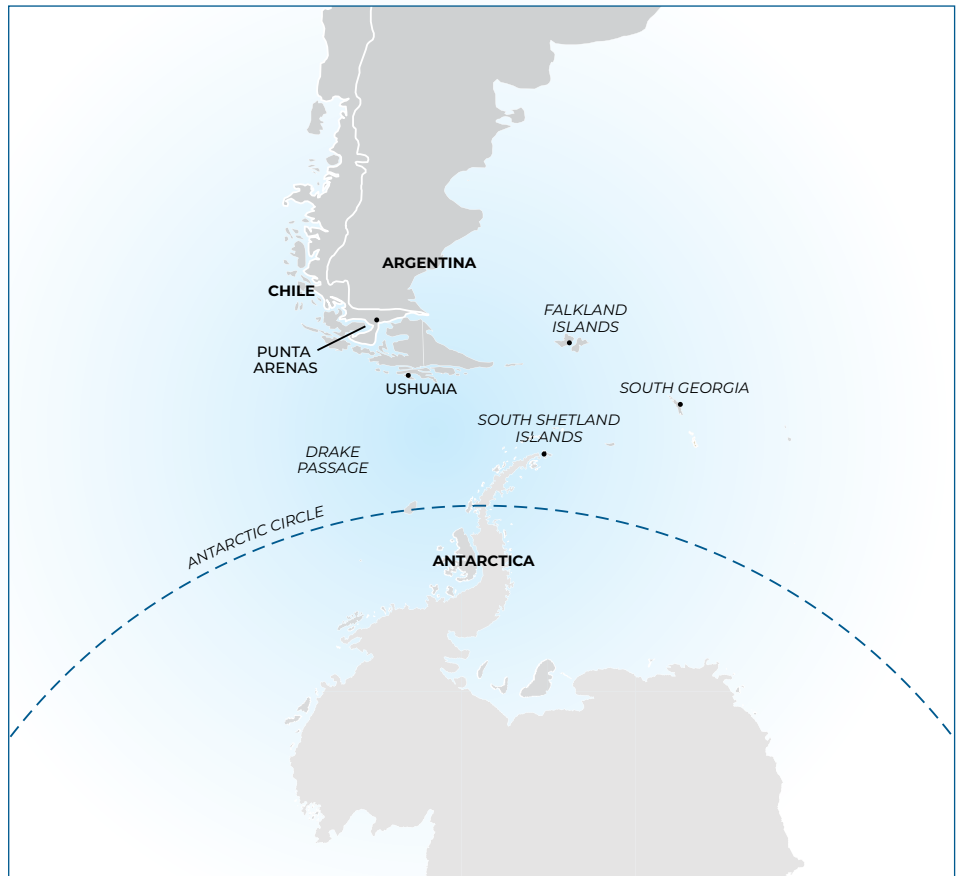 ARGENTINA
CHILE
FALKLAND
ISLANDS
PUNTA
ARENAS
USHUAIA
SOUTH GEORGIA
SOUTH SHETLAND
ISLANDS
DRAKE
PASSAGE
ANTARCTIC CIRCLE
ANTARCTICA